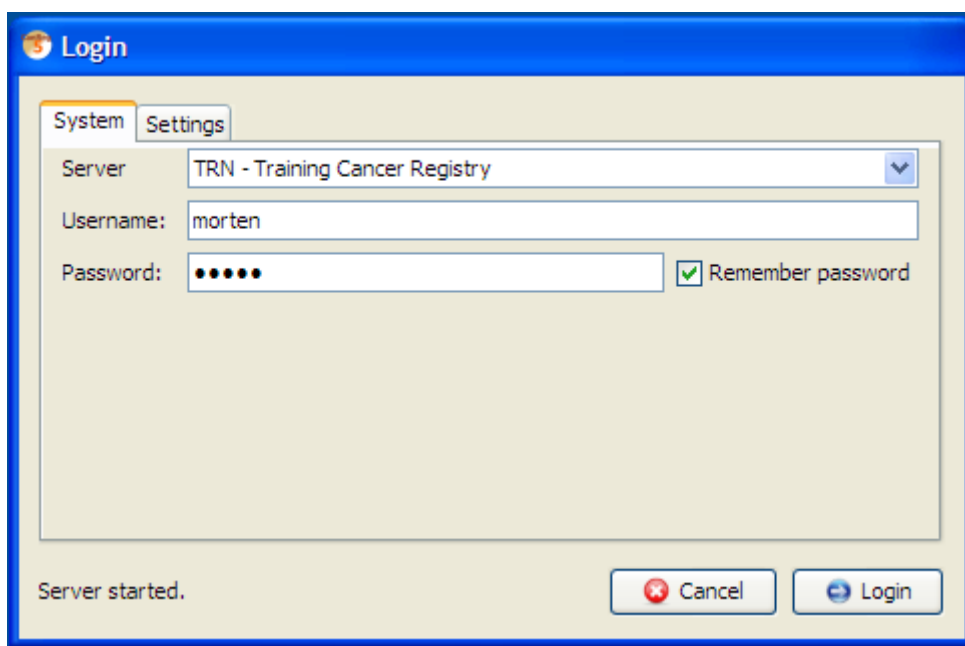 Login
System Settings
Server TRN - Training Cancer Registry
Username: morten
Password: ●●●●● Remember password
Server started. Cancel Login